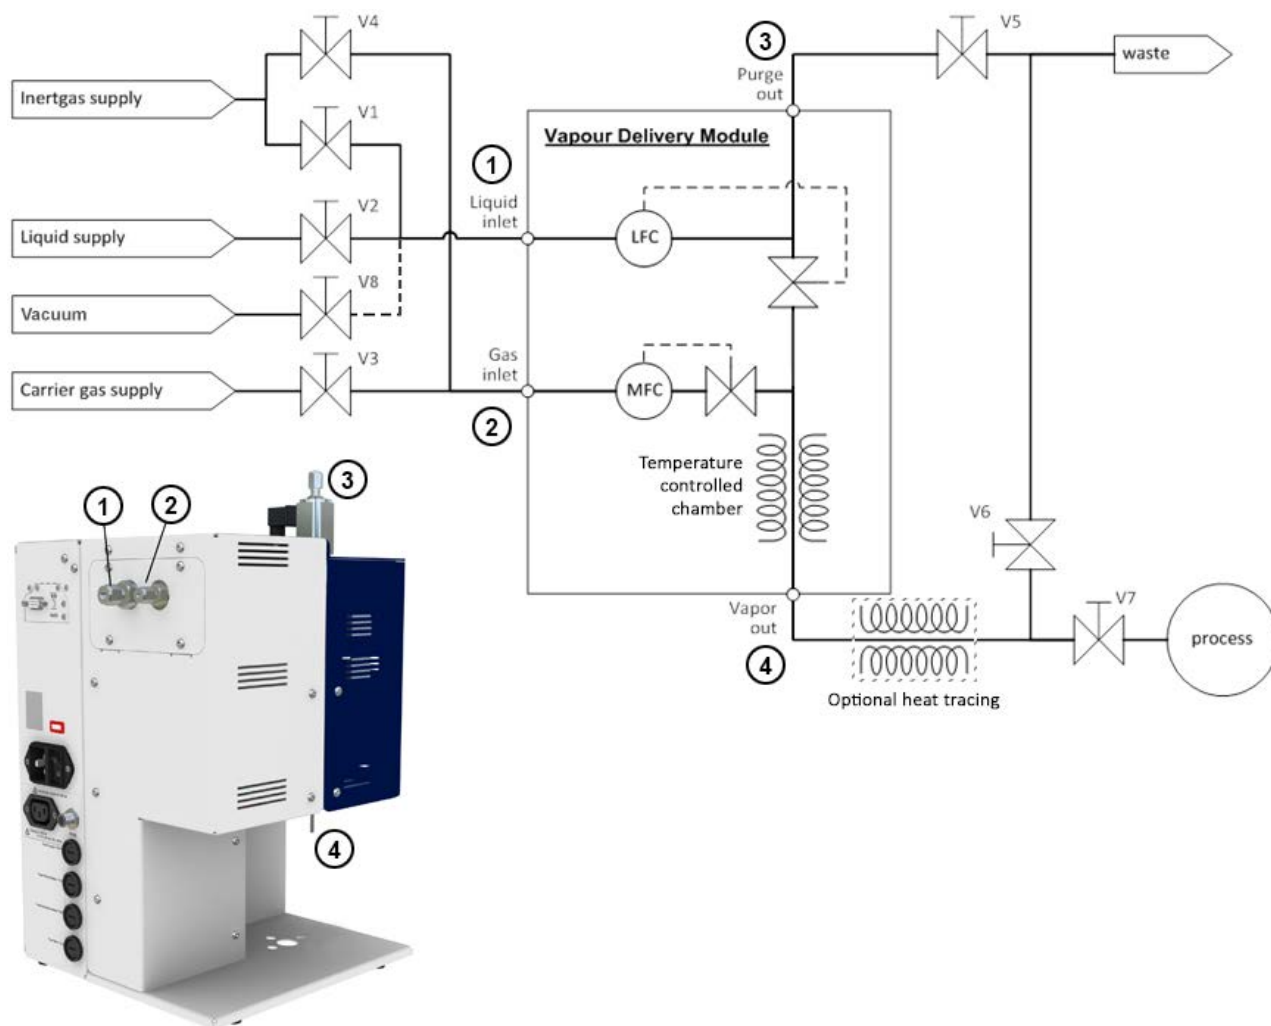 V4
3
V5
waste
Purge
out
Inertgas supply
V1
Vapour Delivery Module
1
Liquid
inlet
V2
Liquid supply
LFC
V8
Vacuum
V3
Gas
inlet
Carrier gas supply
MFC
2
Temperature
controlled
chamber
3
1
2
V6
Vapor
out
V7
process
4
Optional heat tracing
4